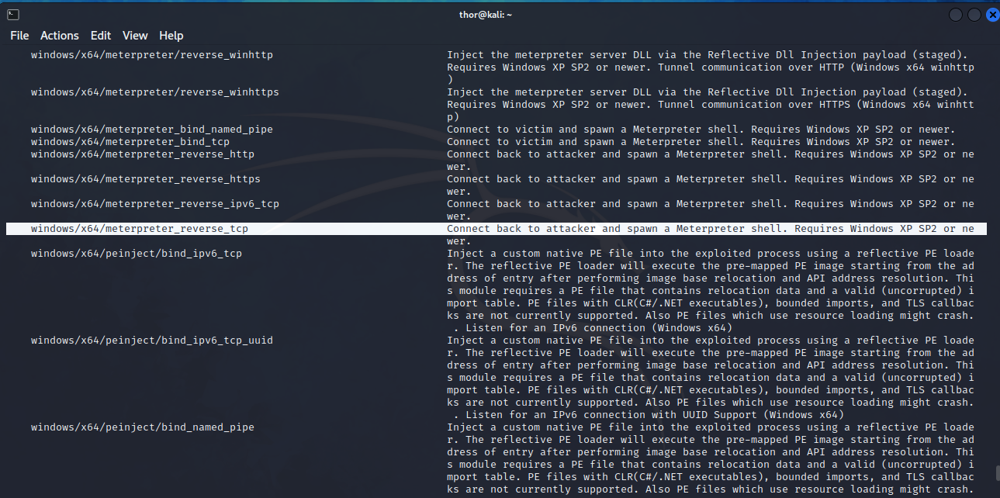 thor@kali: ~
File Actions Edit View Help
windows/x64/meterpreter/reverse_winhttp Inject the meterpreter server DLL via the Reflective Dll Injection payload (staged).
Requires Windows XP SP2 or newer. Tunnel communication over HTTP (Windows x64 winhttp
)
windows/x64/meterpreter/reverse_winhttps Inject the meterpreter server DLL via the Reflective Dll Injection payload (staged).
Requires Windows XP SP2 or newer. Tunnel communication over HTTPS (Windows x64 winhtt
p)
windows/x64/meterpreter_bind_named_pipe Connect to victim and spawn a Meterpreter shell. Requires Windows XP SP2 or newer.
windows/x64/meterpreter_bind_tcp Connect to victim and spawn a Meterpreter shell. Requires Windows XP SP2 or newer.
windows/x64/meterpreter_reverse_http Connect back to attacker and spawn a Meterpreter shell. Requires Windows XP SP2 or ne
wer.
windows/x64/meterpreter_reverse_https Connect back to attacker and spawn a Meterpreter shell. Requires Windows XP SP2 or ne
wer.
windows/x64/meterpreter_reverse_ipv6_tcp Connect back to attacker and spawn a Meterpreter shell. Requires Windows XP SP2 or ne
wer.
windows/x64/meterpreter_reverse_tcp Connect back to attacker and spawn a Meterpreter shell. Requires Windows XP SP2 or ne
wer.
windows/x64/peinject/bind_ipv6_tcp Inject a custom native PE file into the exploited process using a reflective PE loade
r. The reflective PE loader will execute the pre-mapped PE image starting from the ad
dress of entry after performing image base relocation and API address resolution. Thi
s module requires a PE file that contains relocation data and a valid (uncorrupted) i
mport table. PE files with CLR(C#/.NET executables), bounded imports, and TLS callbac
ks are not currently supported. Also PE files which use resource loading might crash.
. Listen for an IPv6 connection (Windows x64)
windows/x64/peinject/bind_ipv6_tcp_uuid Inject a custom native PE file into the exploited process using a reflective PE loade
r. The reflective PE loader will execute the pre-mapped PE image starting from the ad
dress of entry after performing image base relocation and API address resolution. Thi
s module requires a PE file that contains relocation data and a valid (uncorrupted) i
mport table. PE files with CLR(C#/.NET executables), bounded imports, and TLS callbac
ks are not currently supported. Also PE files which use resource loading might crash.
. Listen for an IPv6 connection with UUID Support (Windows x64)
windows/x64/peinject/bind_named_pipe Inject a custom native PE file into the exploited process using a reflective PE loade
r. The reflective PE loader will execute the pre-mapped PE image starting from the ad
dress of entry after performing image base relocation and API address resolution. Thi
s module requires a PE file that contains relocation data and a valid (uncorrupted) i
mport table. PE files with CLR(C#/.NET executables), bounded imports, and TLS callbac
ks are not currently supported. Also PE files which use resource loading might crash.